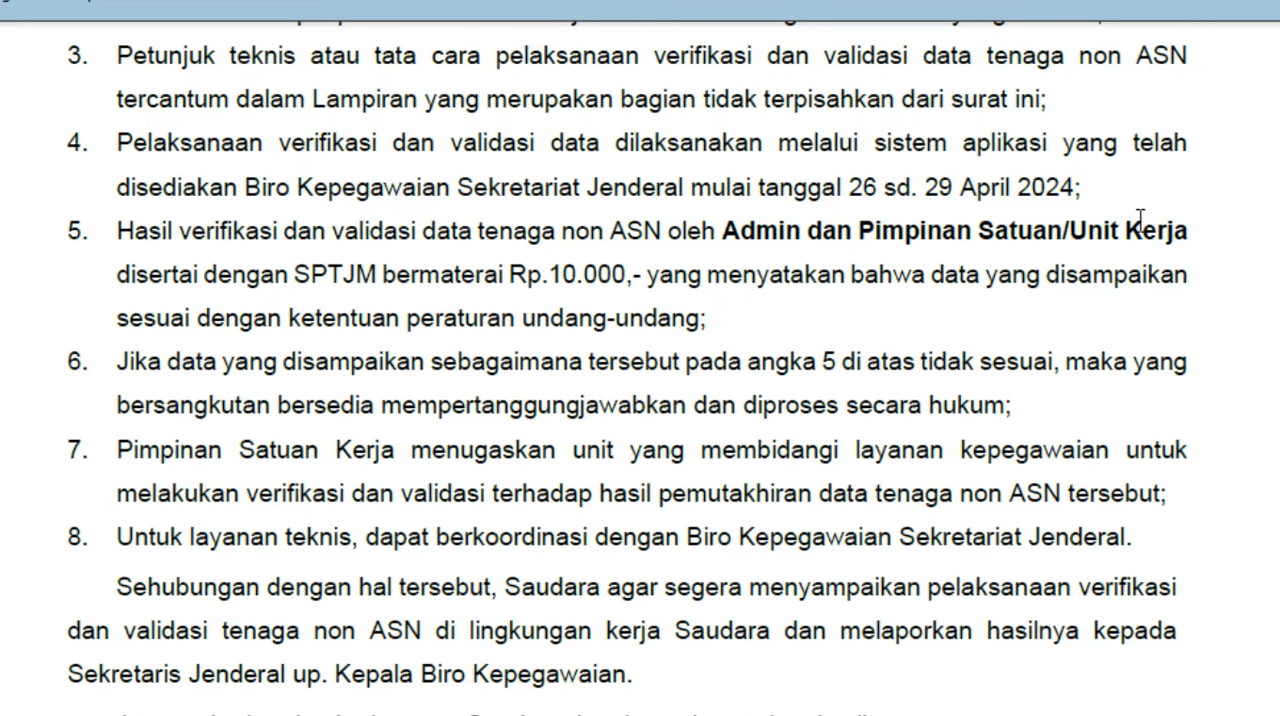 3. Petunjuk teknis atau tata cara pelaksanaan verifikasi dan validasi data tenaga non ASN
tercantum dalam Lampiran yang merupakan bagian tidak terpisahkan dari surat ini;
4. Pelaksanaan verifikasi dan validasi data dilaksanakan melalui sistem aplikasi yang telah
disediakan Biro Kepegawaian Sekretariat Jenderal mulai tanggal 26 sd. 29 April 2024;
5. Hasil verifikasi dan validasi data tenaga non ASN oleh Admin dan Pimpinan Satuan/Unit Kerja
disertai dengan SPTJM bermaterai Rp.10.000,- yang menyatakan bahwa data yang disampaikan
sesuai dengan ketentuan peraturan undang-undang;
6. Jika data yang disampaikan sebagaimana tersebut pada angka 5 di atas tidak sesuai, maka yang
bersangkutan bersedia mempertanggungjawabkan dan diproses secara hukum;
7. Pimpinan Satuan Kerja menugaskan unit yang membidangi layanan kepegawaian untuk
melakukan verifikasi dan validasi terhadap hasil pemutakhiran data tenaga non ASN tersebut;
8. Untuk layanan teknis, dapat berkoordinasi dengan Biro Kepegawaian Sekretariat Jenderal.
Sehubungan dengan hal tersebut, Saudara agar segera menyampaikan pelaksanaan verifikasi
dan validasi tenaga non ASN di lingkungan kerja Saudara dan melaporkan hasilnya kepada
Sekretaris Jenderal up. Kepala Biro Kepegawaian.